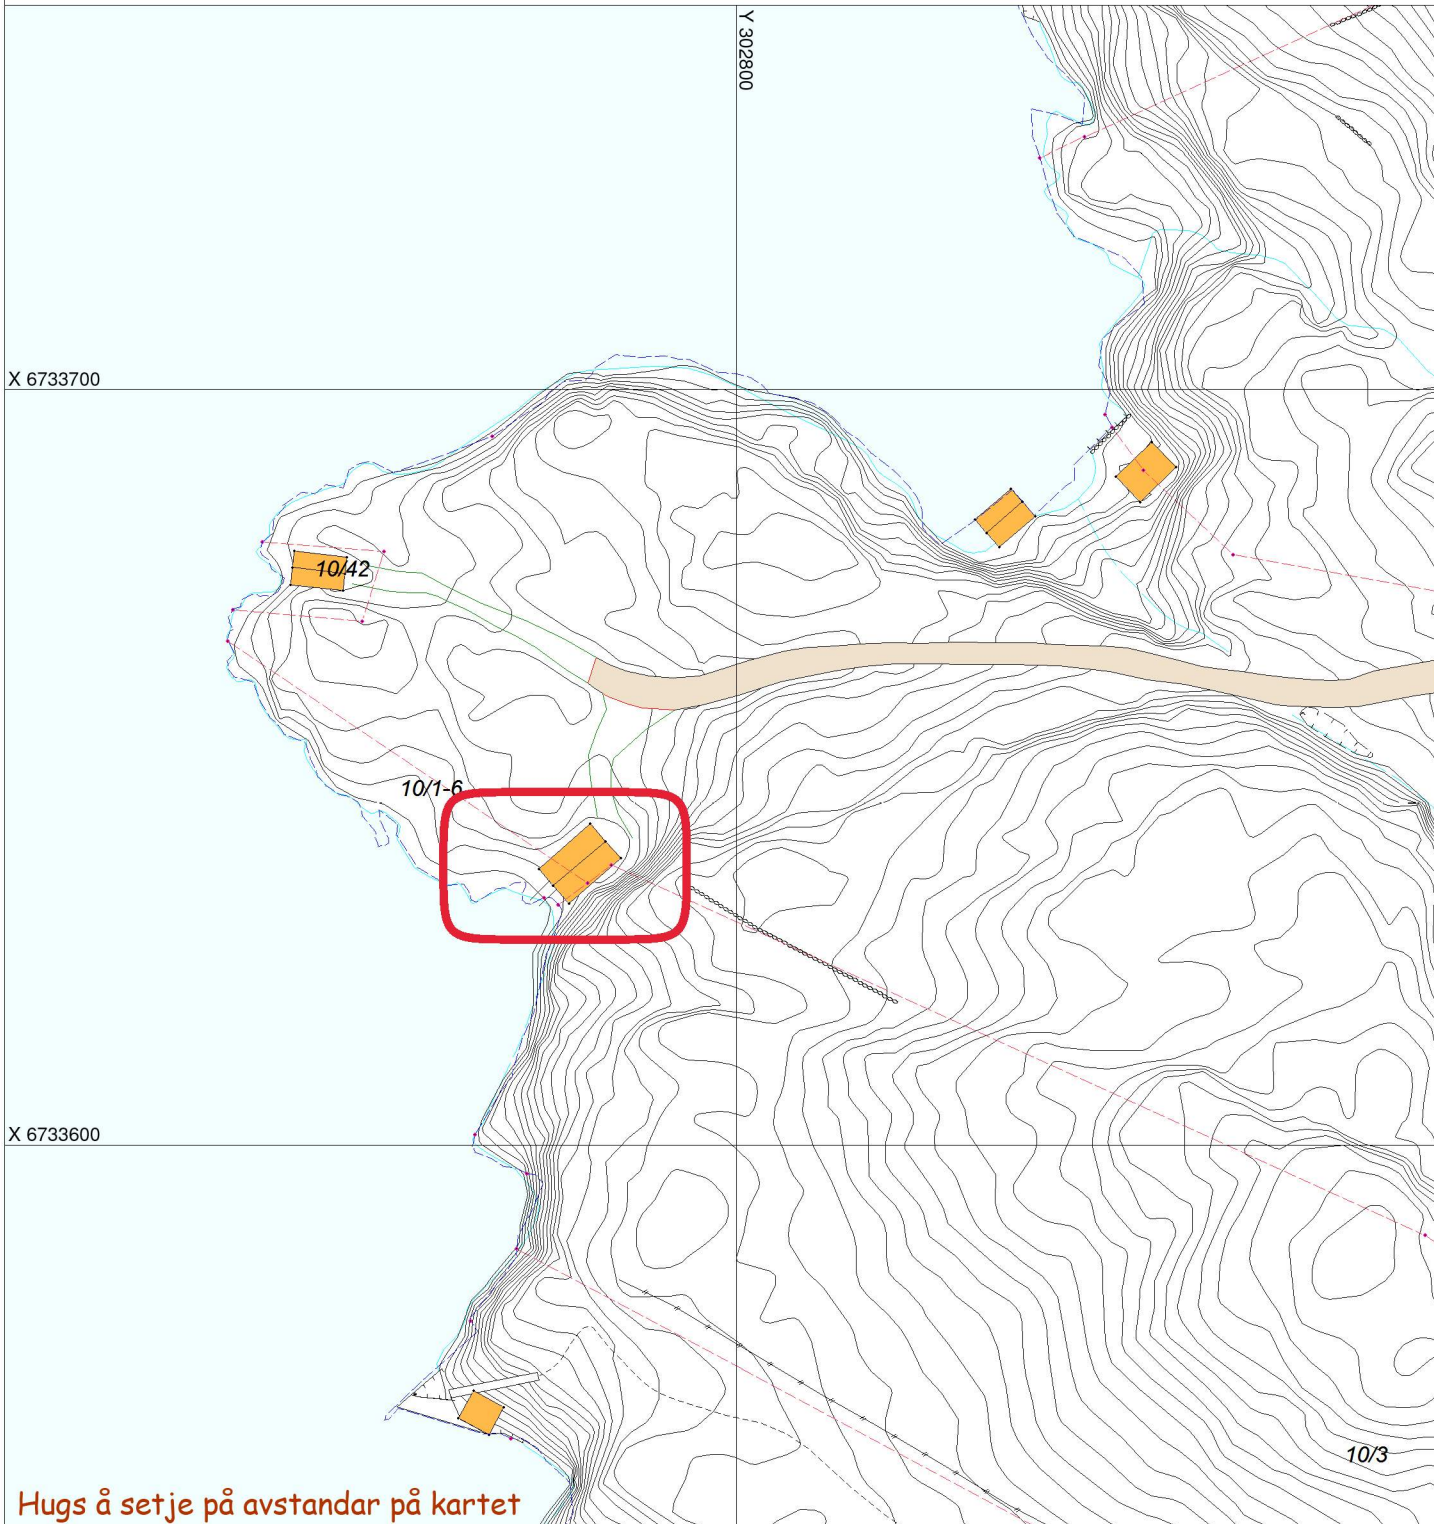 Y 302800
X 6733700
10/42
10/1-6
X 6733600
10/3
Hugs å setje på avstandar på kartet